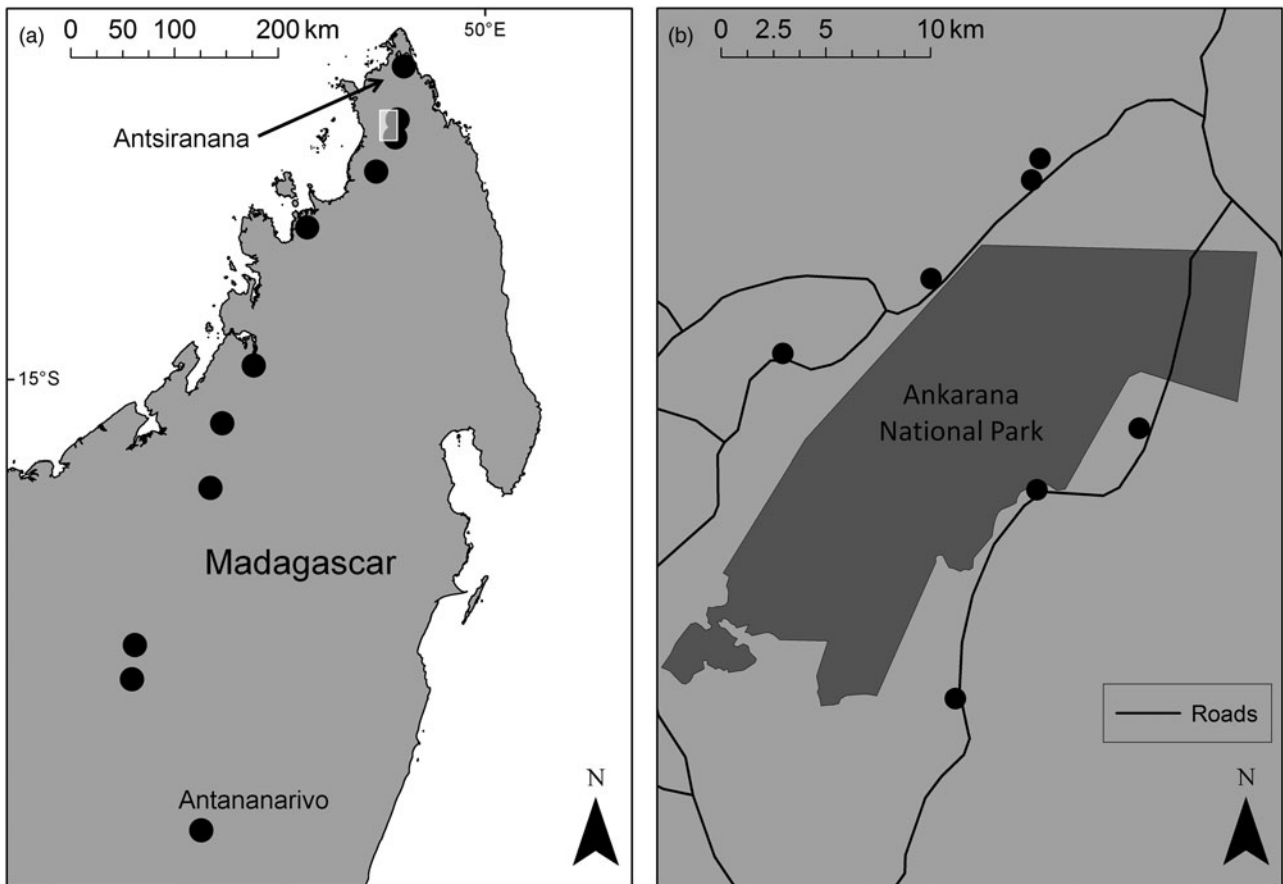 (a)
0 50 100 200 km
50°E
Antsiranana
15°S
Madagascar
Antananarivo
N
(b)
0 2.5 5 10 km
Ankarana
National Park
Roads
N